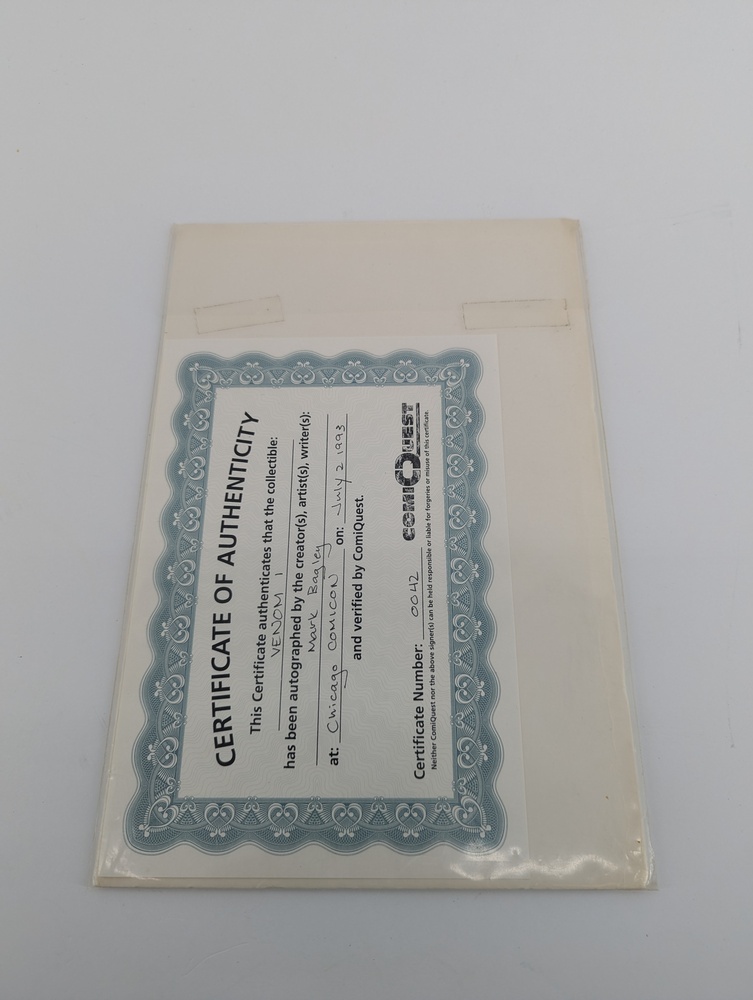 CERTIFICATE OF AUTHENTICITY
This Certificate authenticates that the collectible:
VENOM 1
has been autographed by the creator(s), artist(s), writer(s):
Mark Bagley
at: Chicago COMICON on: July 2 1993
and verified by ComiQuest.
Certificate Number: 0042
COMIQUEST
Neither ComiQuest nor the above signer(s) can be held responsible or liable for forgeries or misuse of this certificate.